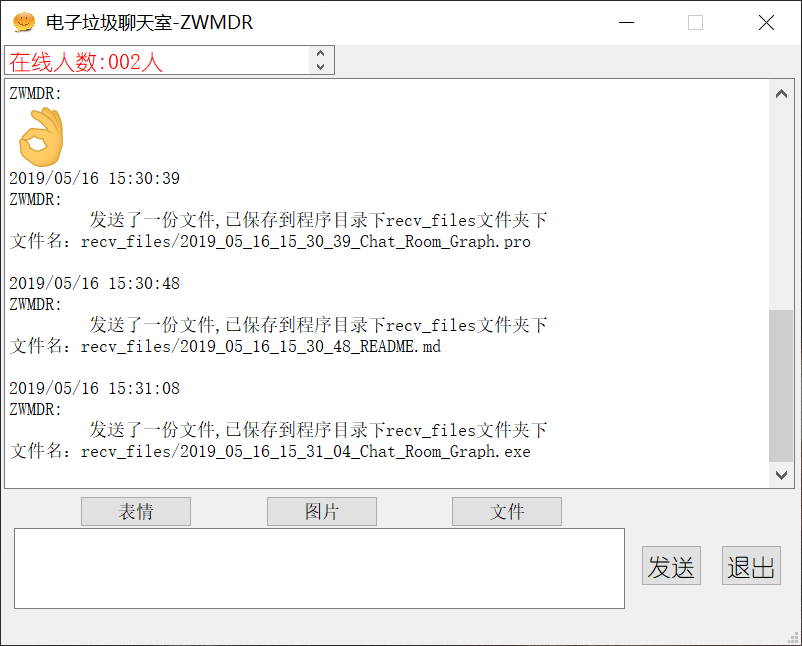 电子垃圾聊天室-ZWMDR
在线人数:002人
ZWMDR:
2019/05/16 15:30:39
ZWMDR:
发送了一份文件,已保存到程序目录下recv_files文件夹下
文件名: recv_files/2019_05_16_15_30_39_Chat_Room_Graph.pro
2019/05/16 15:30:48
ZWMDR:
发送了一份文件,已保存到程序目录下recv_files文件夹下
文件名: recv_files/2019_05_16_15_30_48_README.md
2019/05/16 15:31:08
ZWMDR:
发送了一份文件,已保存到程序目录下recv_files文件夹下
文件名: recv_files/2019_05_16_15_31_04_Chat_Room_Graph.exe
表情 图片 文件
发送 退出